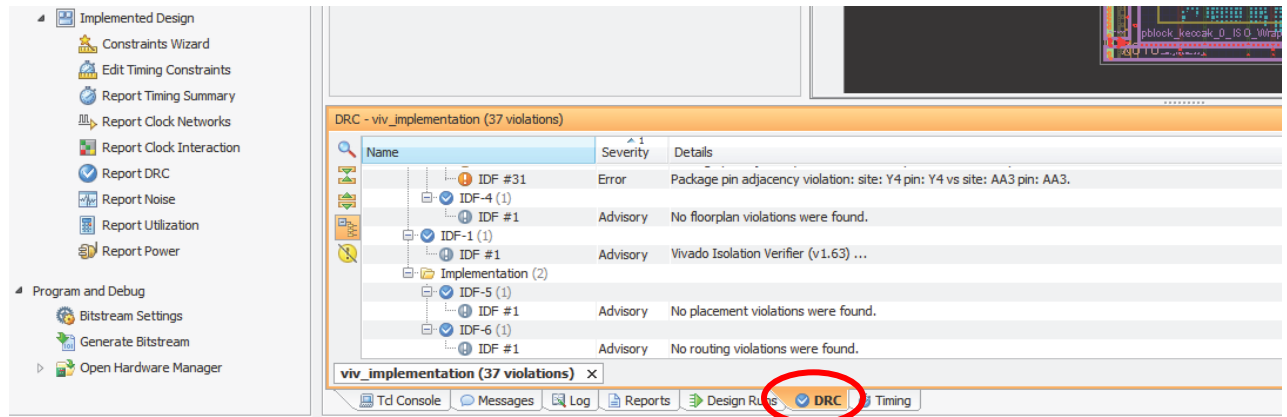 Implemented Design
Constraints Wizard
Edit Timing Constraints
Report Timing Summary
Report Clock Networks
Report Clock Interaction
Report DRC
Report Noise
Report Utilization
Report Power
Program and Debug
Bitstream Settings
Generate Bitstream
Open Hardware Manager
pblock_keccak_0_ISO_Wrap
DRC - viv_implementation (37 violations)
Name Severity 1 Details
IDF #31 Error Package pin adjacency violation: site: Y4 pin: Y4 vs site: AA3 pin: AA3.
IDF-4 (1)
IDF #1 Advisory No floorplan violations were found.
IDF-1 (1)
IDF #1 Advisory Vivado Isolation Verifier (v1.63) ...
Implementation (2)
IDF-5 (1)
IDF #1 Advisory No placement violations were found.
IDF-6 (1)
IDF #1 Advisory No routing violations were found.
viv_implementation (37 violations) ×
Tcl Console Messages Log Reports Design Runs DRC Timing